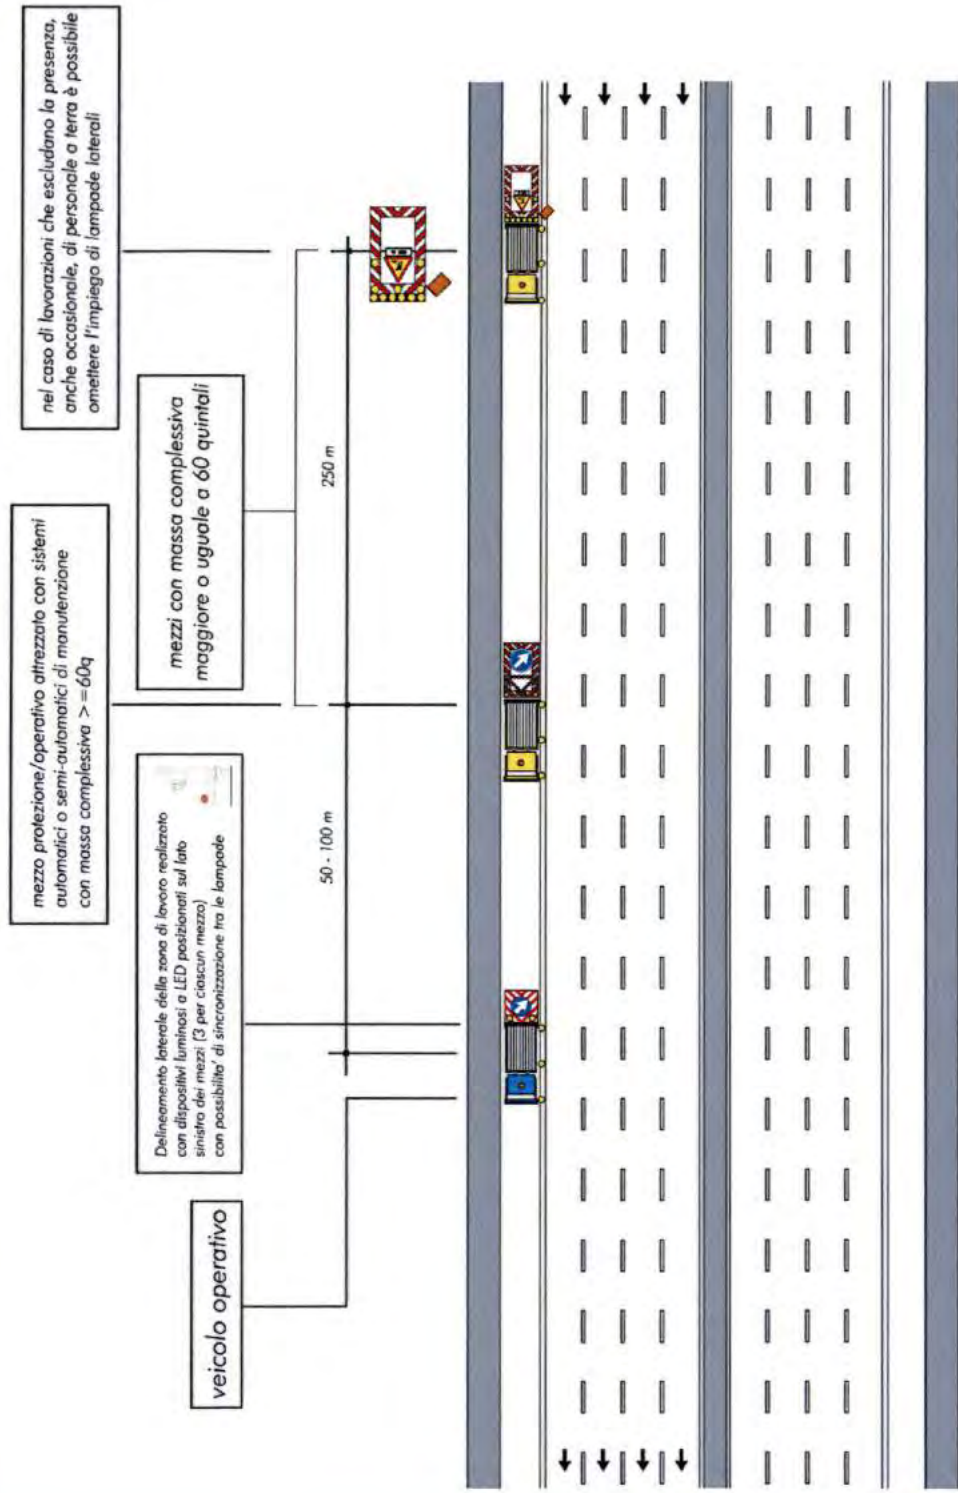 mezzo protezione/operativo attrezzato con sistemi
automatici o semi-automatici di manutenzione
con massa complessiva >=60q
nel caso di lavorazioni che escludano la presenza,
anche occasionale, di personale a terra è possibile
omettere l'impiego di lampade laterali
Delineamento laterale della zona di lavoro realizzato
con dispositivi luminosi a LED posizionati sul lato
sinistro dei mezzi (3 per ciascun mezzo)
con possibilita' di sincronizzazione tra le lampade
mezzi con massa complessiva
maggiore o uguale a 60 quintali
veicolo operativo
50 - 100 m
250 m